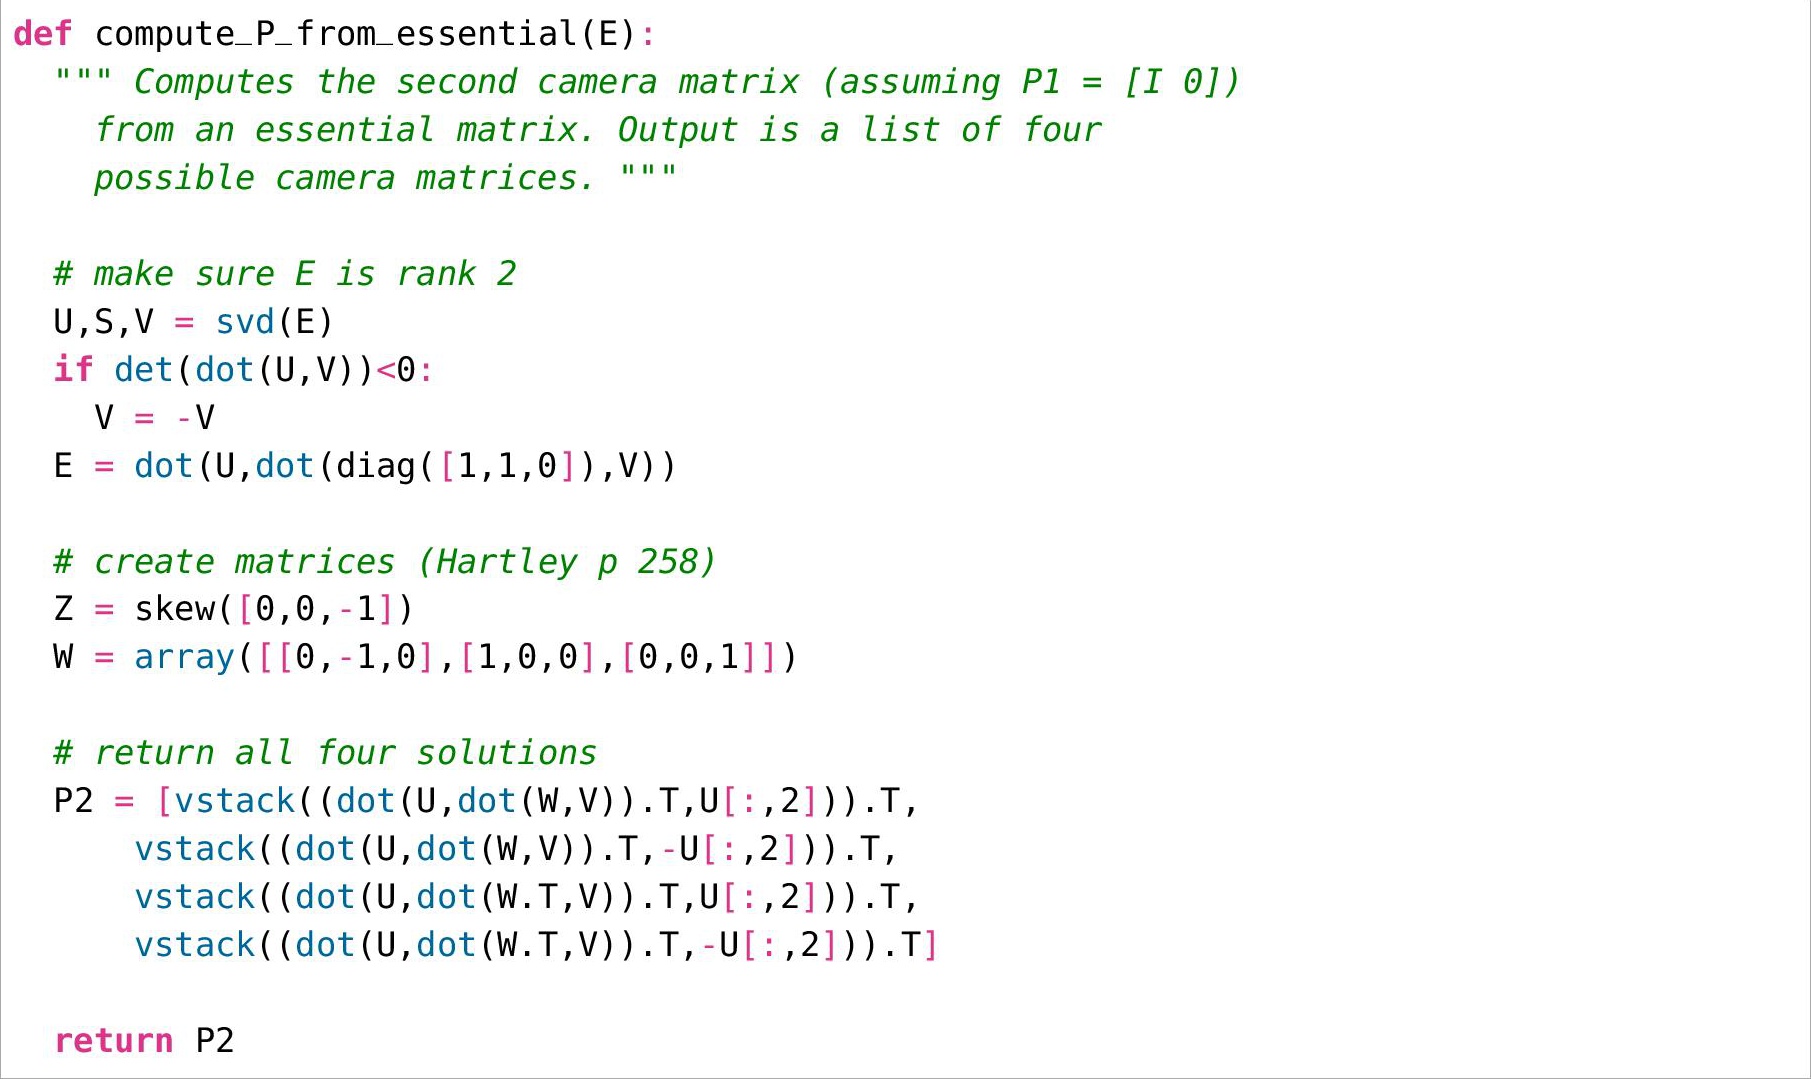 def compute_P_from_essential(E):
  """ Computes the second camera matrix (assuming P1 = [I 0])
    from an essential matrix. Output is a list of four
    possible camera matrices. """

  # make sure E is rank 2
  U,S,V = svd(E)
  if det(dot(U,V))<0:
    V = -V
  E = dot(U,dot(diag([1,1,0]),V))

  # create matrices (Hartley p 258)
  Z = skew([0,0,-1])
  W = array([[0,-1,0],[1,0,0],[0,0,1]])

  # return all four solutions
  P2 = [vstack((dot(U,dot(W,V)).T,U[:,2])).T,
      vstack((dot(U,dot(W,V)).T,-U[:,2])).T,
      vstack((dot(U,dot(W.T,V)).T,U[:,2])).T,
      vstack((dot(U,dot(W.T,V)).T,-U[:,2])).T]

  return P2